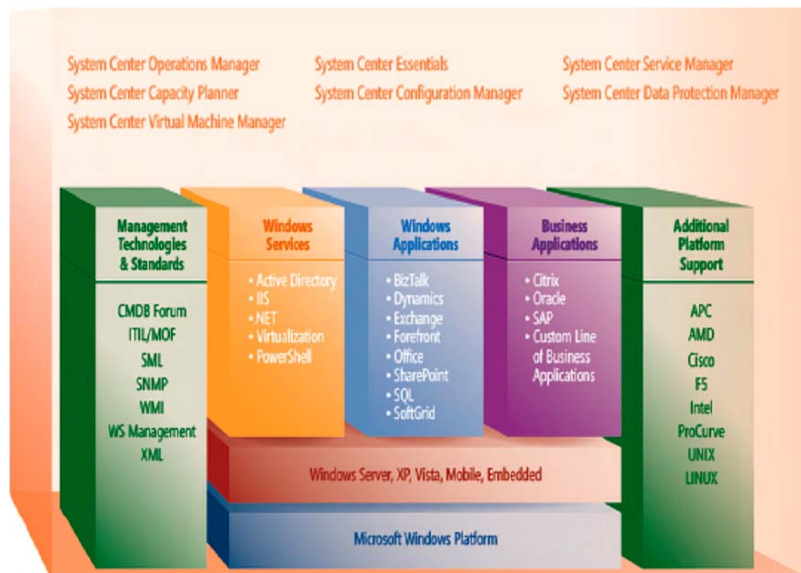 System Center Operations Manager
System Center Capacity Planner
System Center Virtual Machine Manager
System Center Essentials
System Center Configuration Manager
System Center Service Manager
System Center Data Protection Manager
Management
Technologies
& Standards
CMDB Forum
ITIL/MOF
SML
SNMP
WMI
WS Management
XML
Windows
Services
• Active Directory
• IIS
• NET
• Virtualization
• PowerShell
Windows
Applications
• BizTalk
• Dynamics
• Exchange
• Forefront
• Office
• SharePoint
• SQL
• SoftGrid
Business
Applications
• Citrix
• Oracle
• SAP
• Custom Line
of Business
Applications
Additional
Platform
Support
APC
AMD
Cisco
F5
Intel
ProCurve
UNIX
LINUX
Windows Server, XP, Vista, Mobile, Embedded
Microsoft Windows Platform